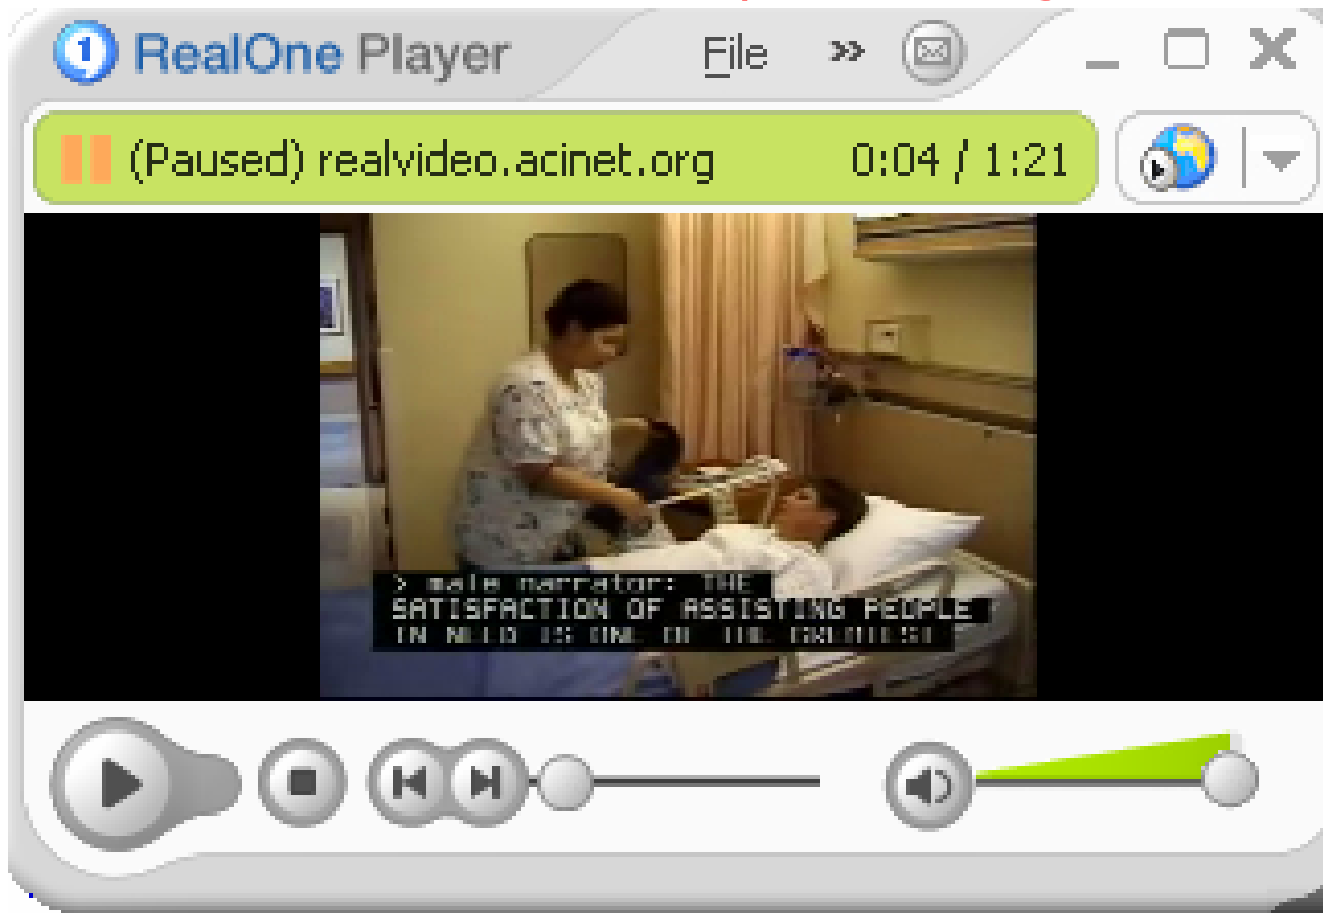 RealOne Player File »
(Paused) realvideo.acinet.org 0:04 / 1:21
> male narrator: THE
SATISFACTION OF ASSISTING PEOPLE
IN NEED IS ONE OF THE GREATEST